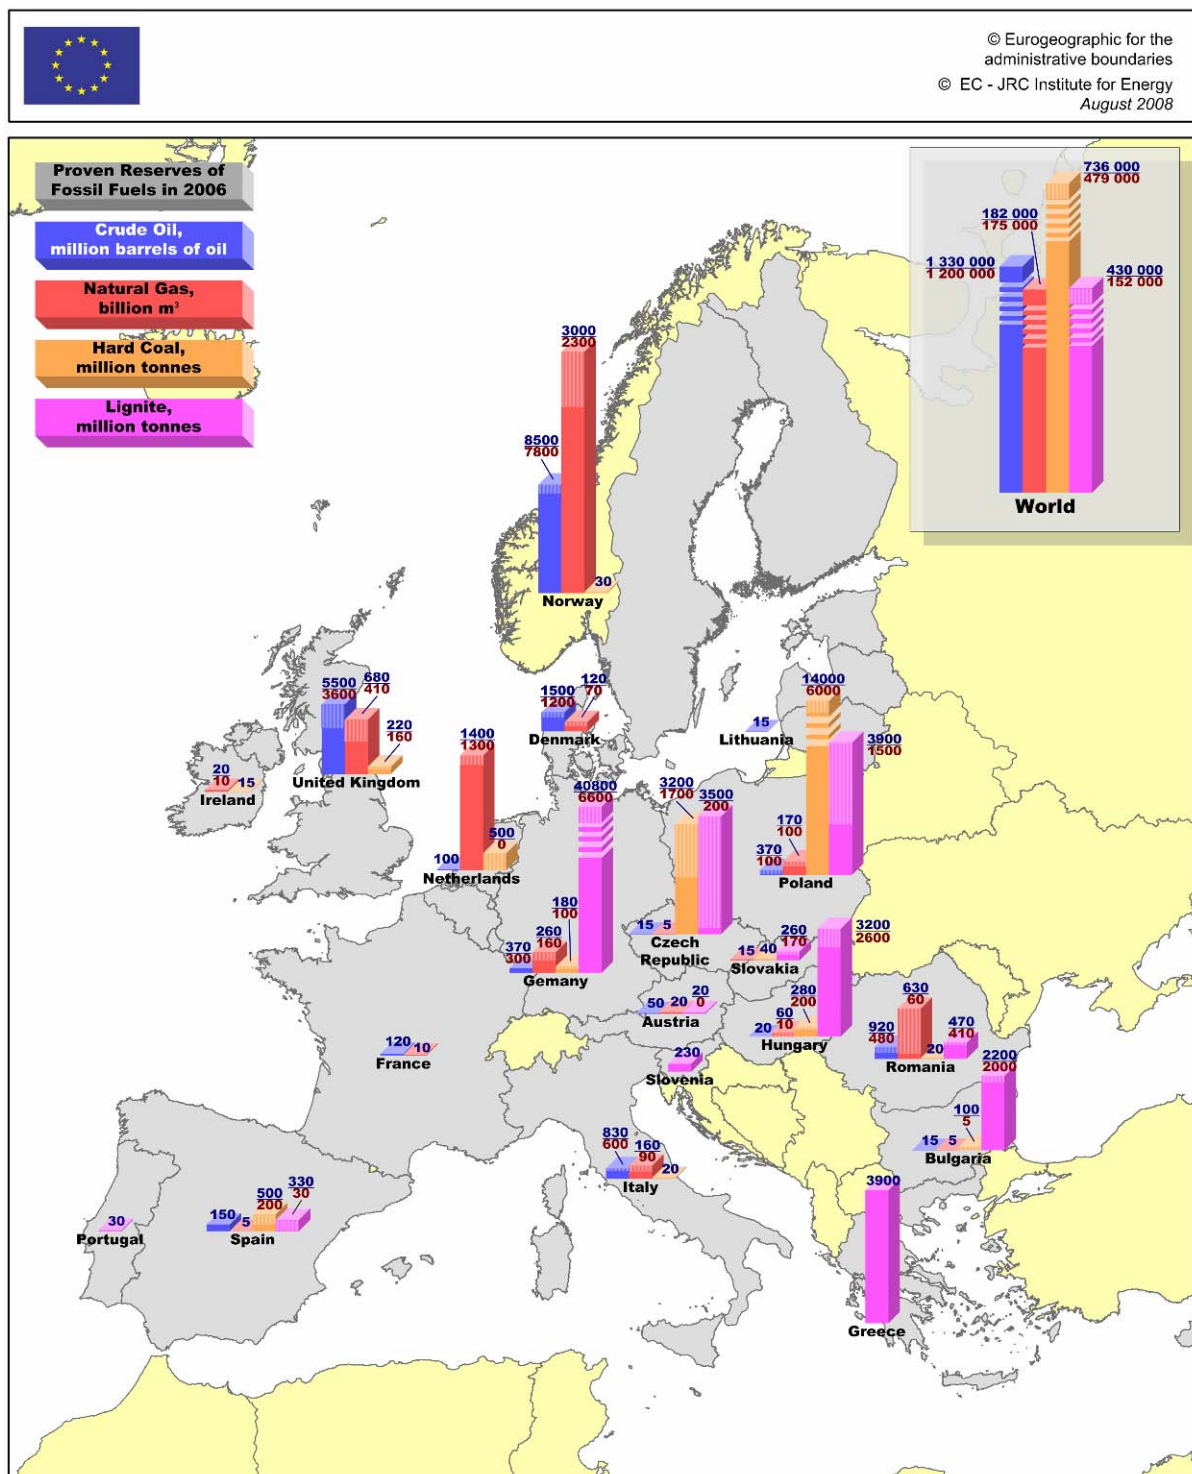 © Eurogeographic for the
administrative boundaries
© EC - JRC Institute for Energy
August 2008
Proven Reserves of
Fossil Fuels in 2006
Crude Oil,
million barrels of oil
Natural Gas,
billion m³
Hard Coal,
million tonnes
Lignite,
million tonnes
736 000
479 000
182 000
175 000
1 330 000
1 200 000
430 000
152 000
World
3000
2300
8500
7800
30
Norway
5500
3600
680
410
220
160
United Kingdom
20
10
15
Ireland
1500
1200
120
70
Denmark
15
Lithuania
1400
1300
100
500
0
Netherlands
14000
6000
3900
1500
170
100
370
100
Poland
40800
6600
180
100
260
160
370
300
Gemany
3200
1700
3500
200
15
5
Czech
Republic
15
40
260
170
Slovakia
50
20
20
0
Austria
3200
2600
280
200
60
10
20
Hungary
630
60
920
480
20
470
410
Romania
120
10
France
230
Slovenia
2200
2000
100
5
15
5
Bulgaria
830
600
160
90
20
Italy
3900
Greece
30
Portugal
150
5
500
200
330
30
Spain